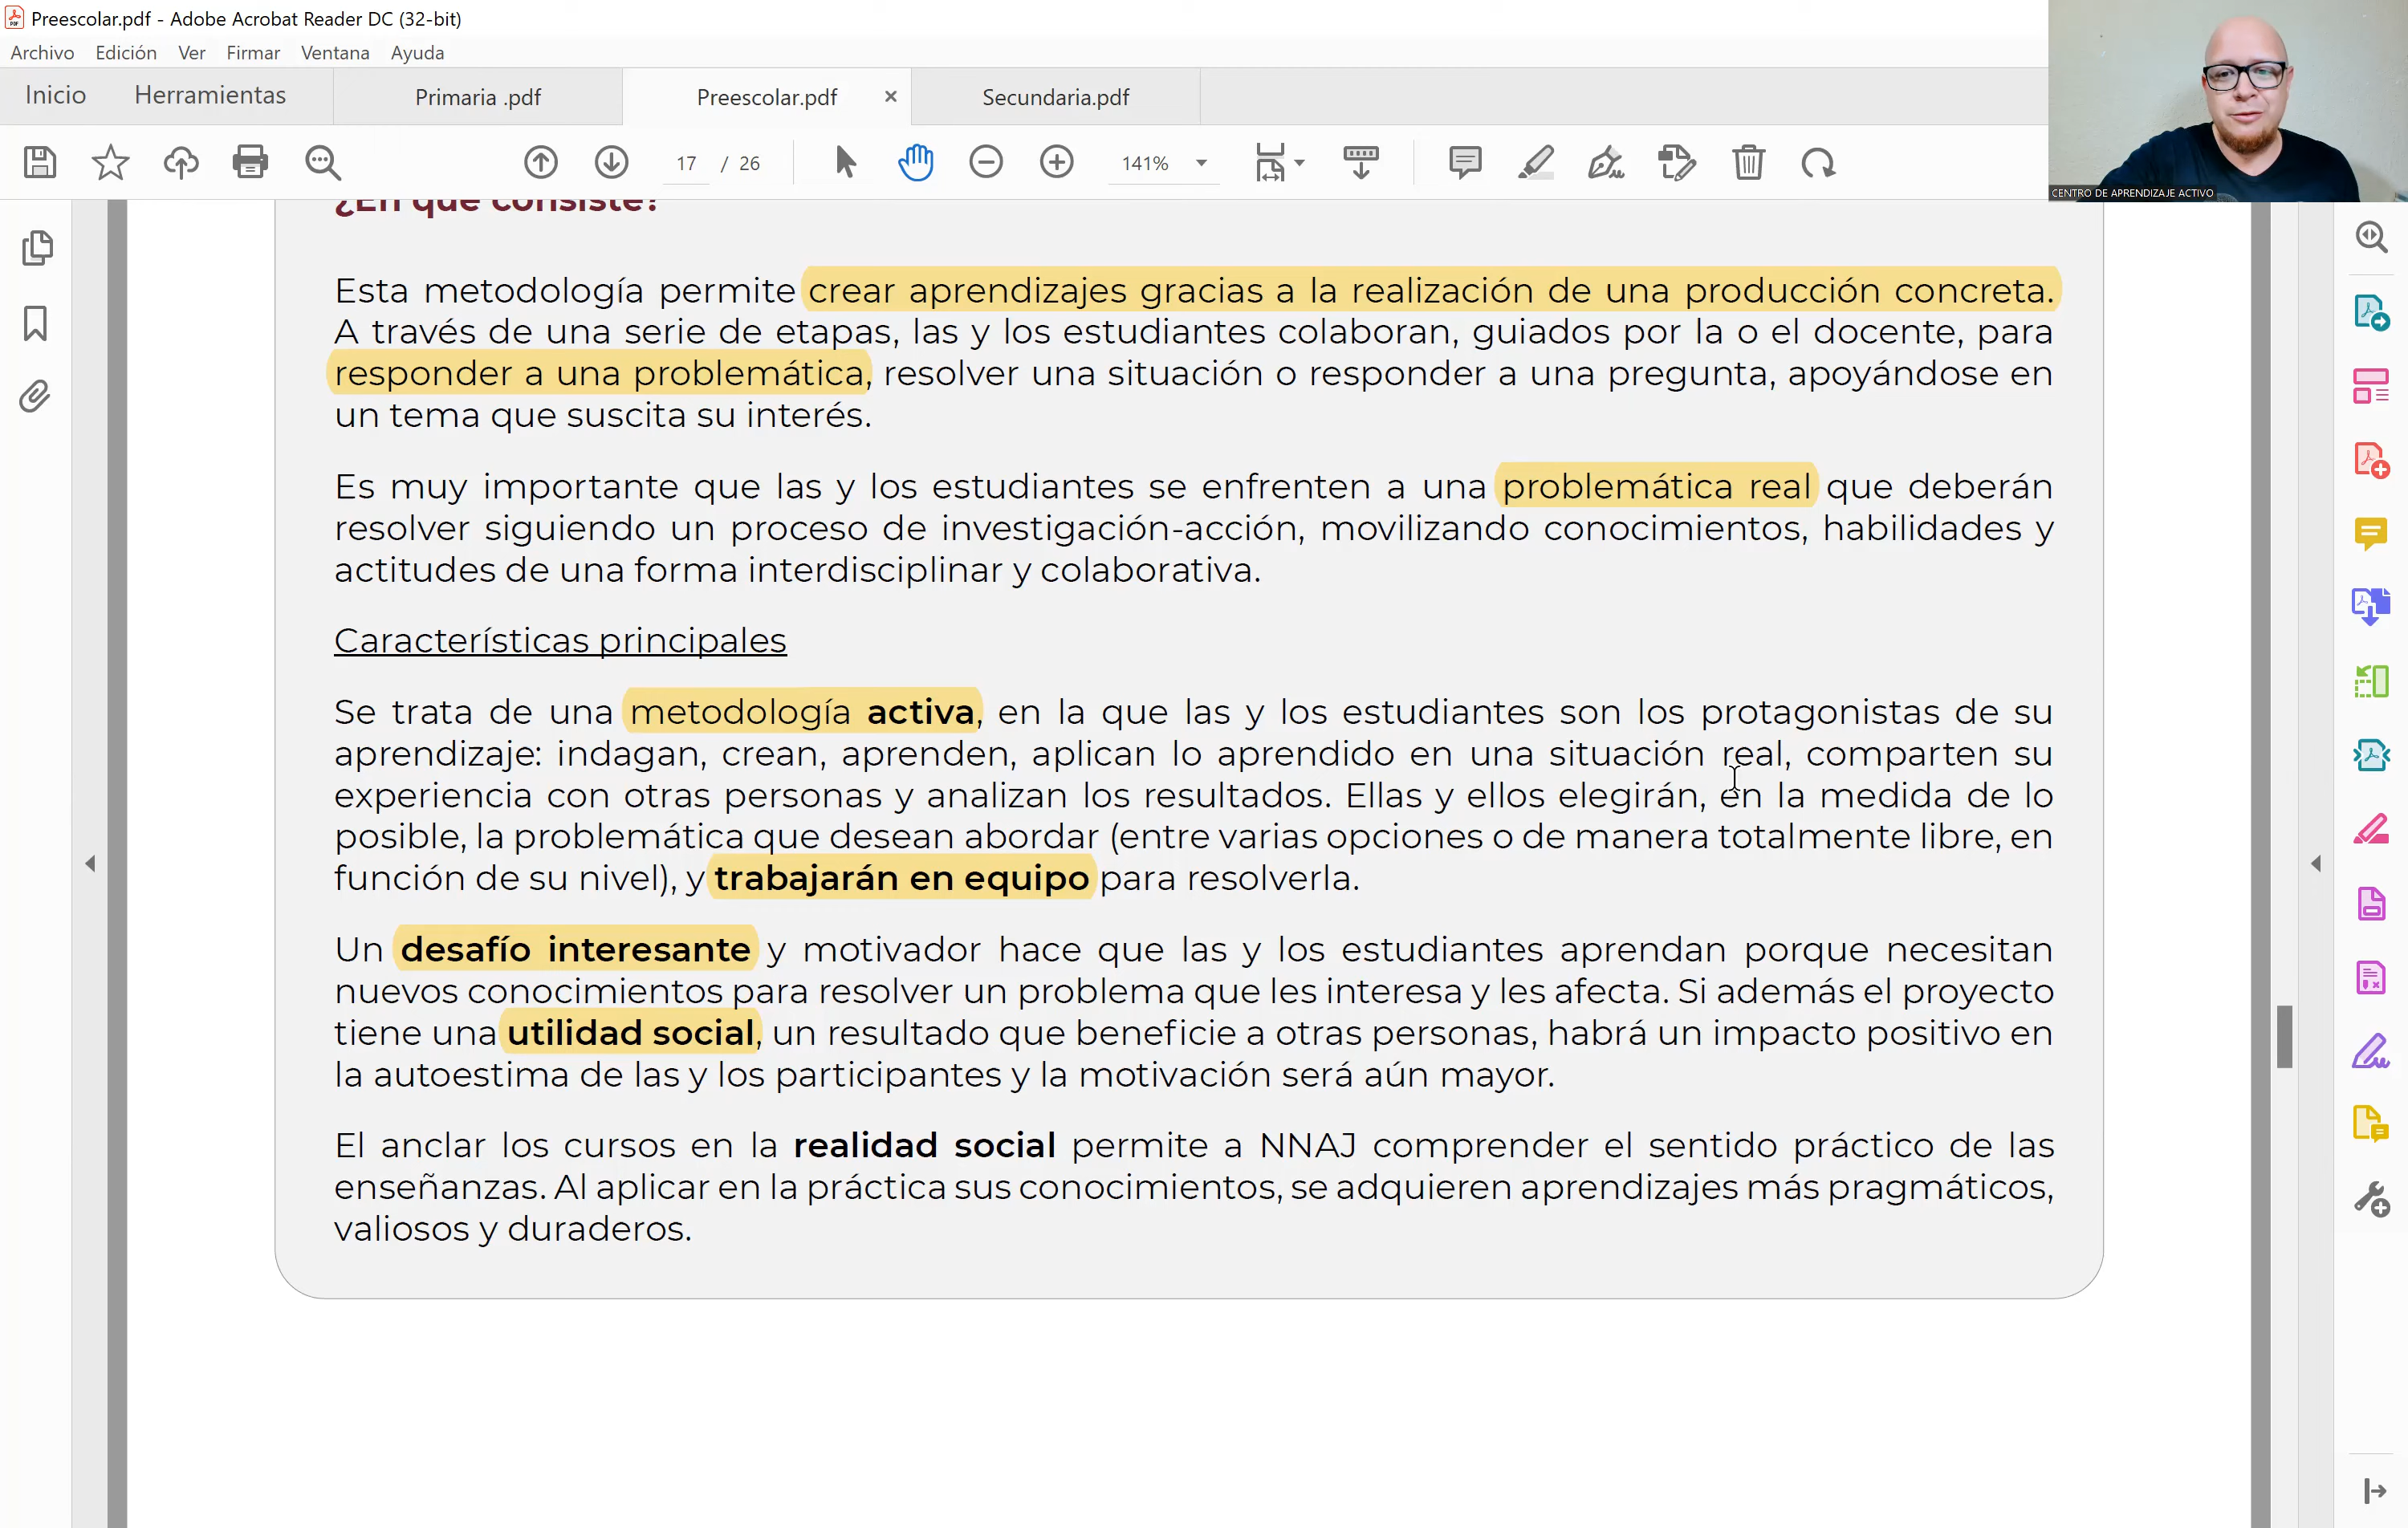 Preescolar.pdf - Adobe Acrobat Reader DC (32-bit)
Archivo Edición Ver Firmar Ventana Ayuda
Inicio Herramientas Primaria .pdf Preescolar.pdf Secundaria.pdf
17 / 26 141%
CENTRO DE APRENDIZAJE ACTIVO
¿En qué consiste?
Esta metodología permite crear aprendizajes gracias a la realización de una producción concreta.
A través de una serie de etapas, las y los estudiantes colaboran, guiados por la o el docente, para
responder a una problemática, resolver una situación o responder a una pregunta, apoyándose en
un tema que suscita su interés.
Es muy importante que las y los estudiantes se enfrenten a una problemática real que deberán
resolver siguiendo un proceso de investigación-acción, movilizando conocimientos, habilidades y
actitudes de una forma interdisciplinar y colaborativa.
Características principales
Se trata de una metodología activa, en la que las y los estudiantes son los protagonistas de su
aprendizaje: indagan, crean, aprenden, aplican lo aprendido en una situación real, comparten su
experiencia con otras personas y analizan los resultados. Ellas y ellos elegirán, en la medida de lo
posible, la problemática que desean abordar (entre varias opciones o de manera totalmente libre, en
función de su nivel), y trabajarán en equipo para resolverla.
Un desafío interesante y motivador hace que las y los estudiantes aprendan porque necesitan
nuevos conocimientos para resolver un problema que les interesa y les afecta. Si además el proyecto
tiene una utilidad social, un resultado que beneficie a otras personas, habrá un impacto positivo en
la autoestima de las y los participantes y la motivación será aún mayor.
El anclar los cursos en la realidad social permite a NNAJ comprender el sentido práctico de las
enseñanzas. Al aplicar en la práctica sus conocimientos, se adquieren aprendizajes más pragmáticos,
valiosos y duraderos.